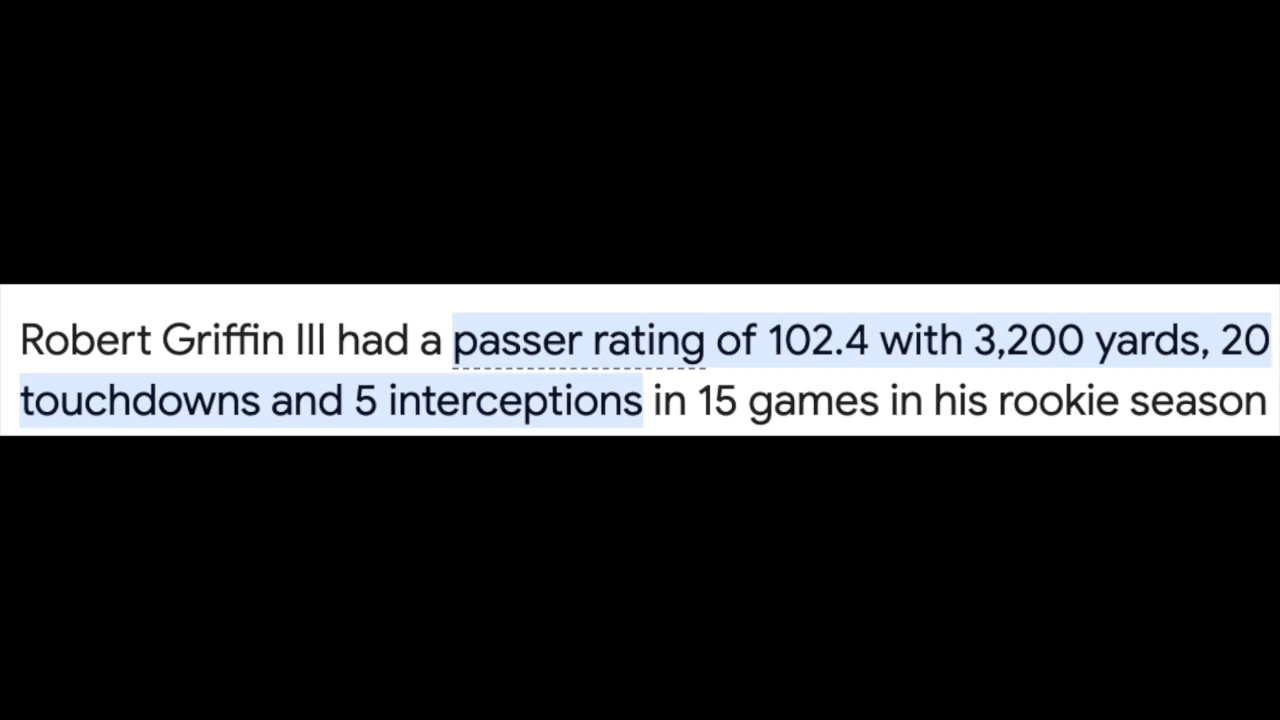 Robert Griffin III had a passer rating of 102.4 with 3,200 yards, 20
touchdowns and 5 interceptions in 15 games in his rookie season